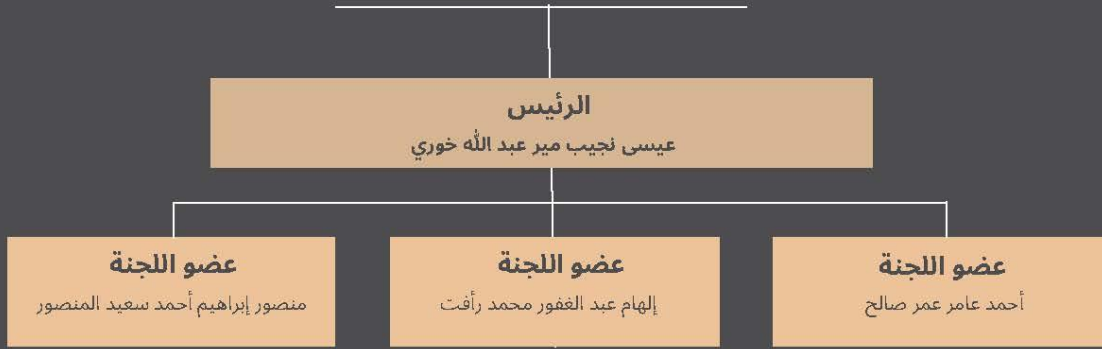 الرئيس
عيسى نجيب مير عبد الله خوري
عضو اللجنة
أحمد عامر عمر صالح
عضو اللجنة
إلهام عبد الغفور محمد رأفت
عضو اللجنة
منصور إبراهيم أحمد سعيد المنصور